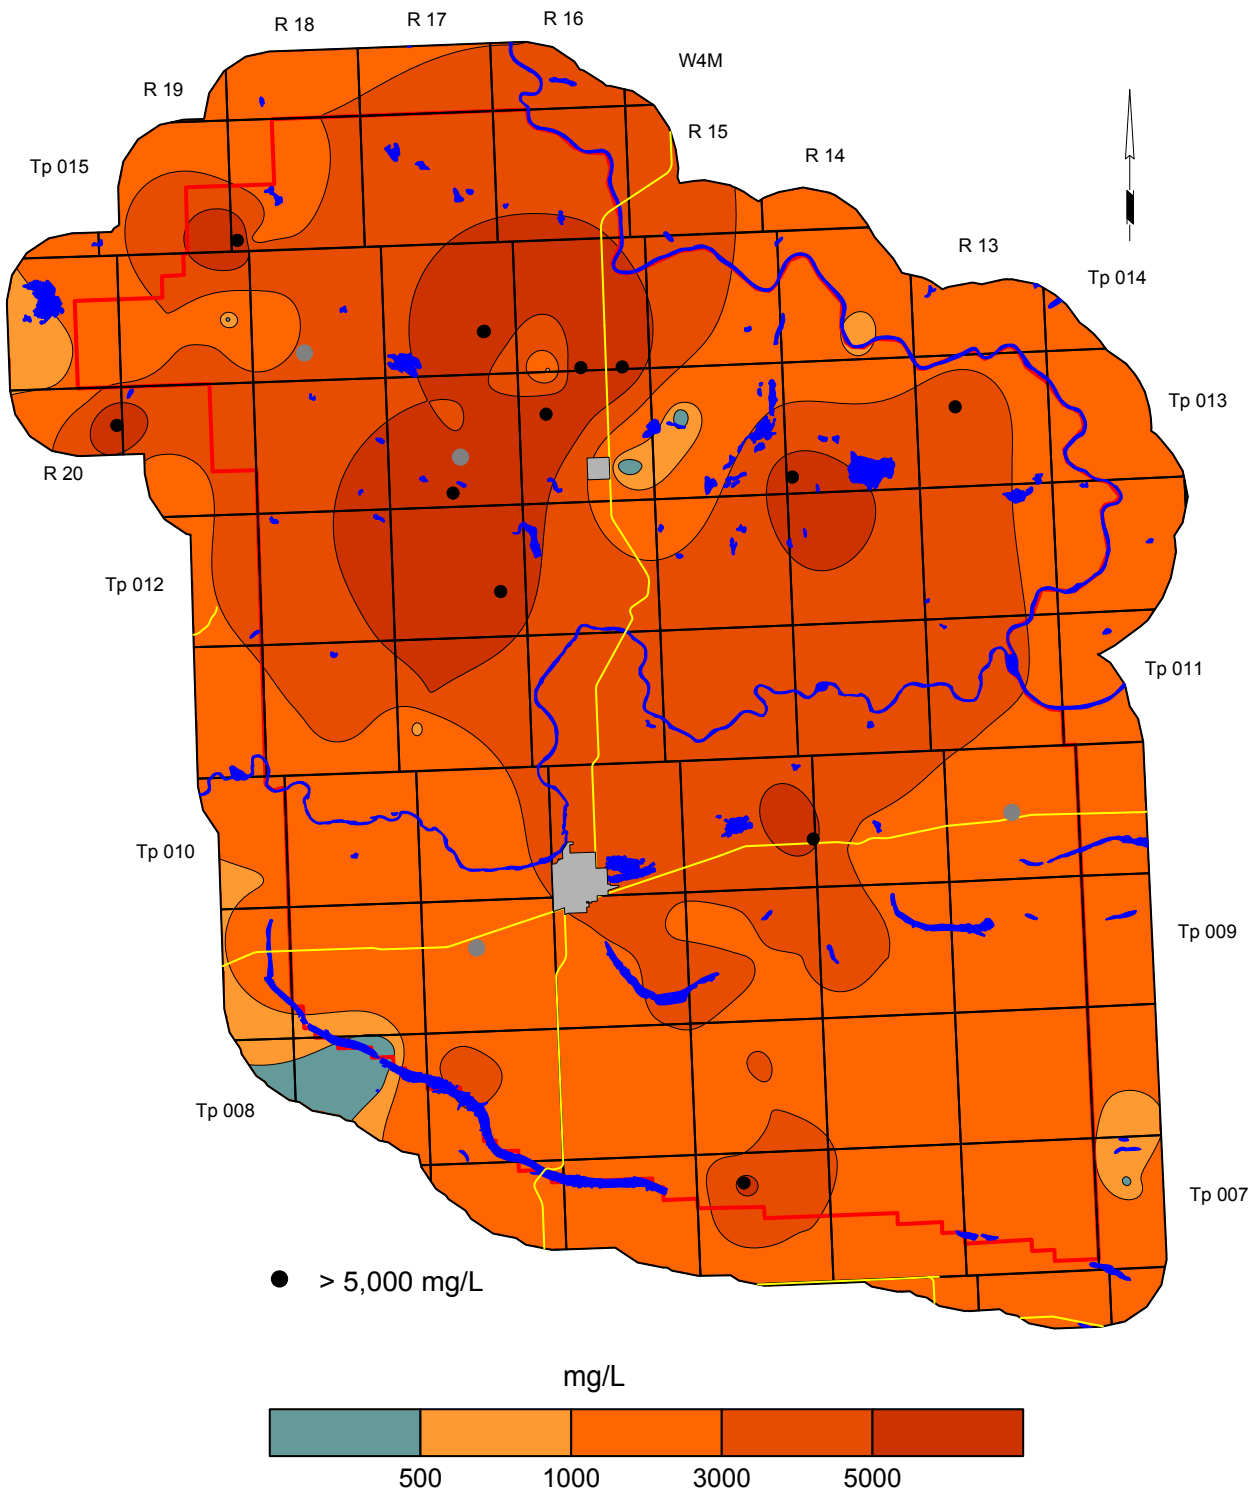 R 16
R 17
R 18
W4M
R 19
R 15
R 14
Tp 015
R 13
Tp 014
Tp 013
R 20
Tp 012
Tp 011
Tp 010
Tp 009
Tp 008
Tp 007
> 5,000 mg/L
mg/L
500 1000 3000 5000